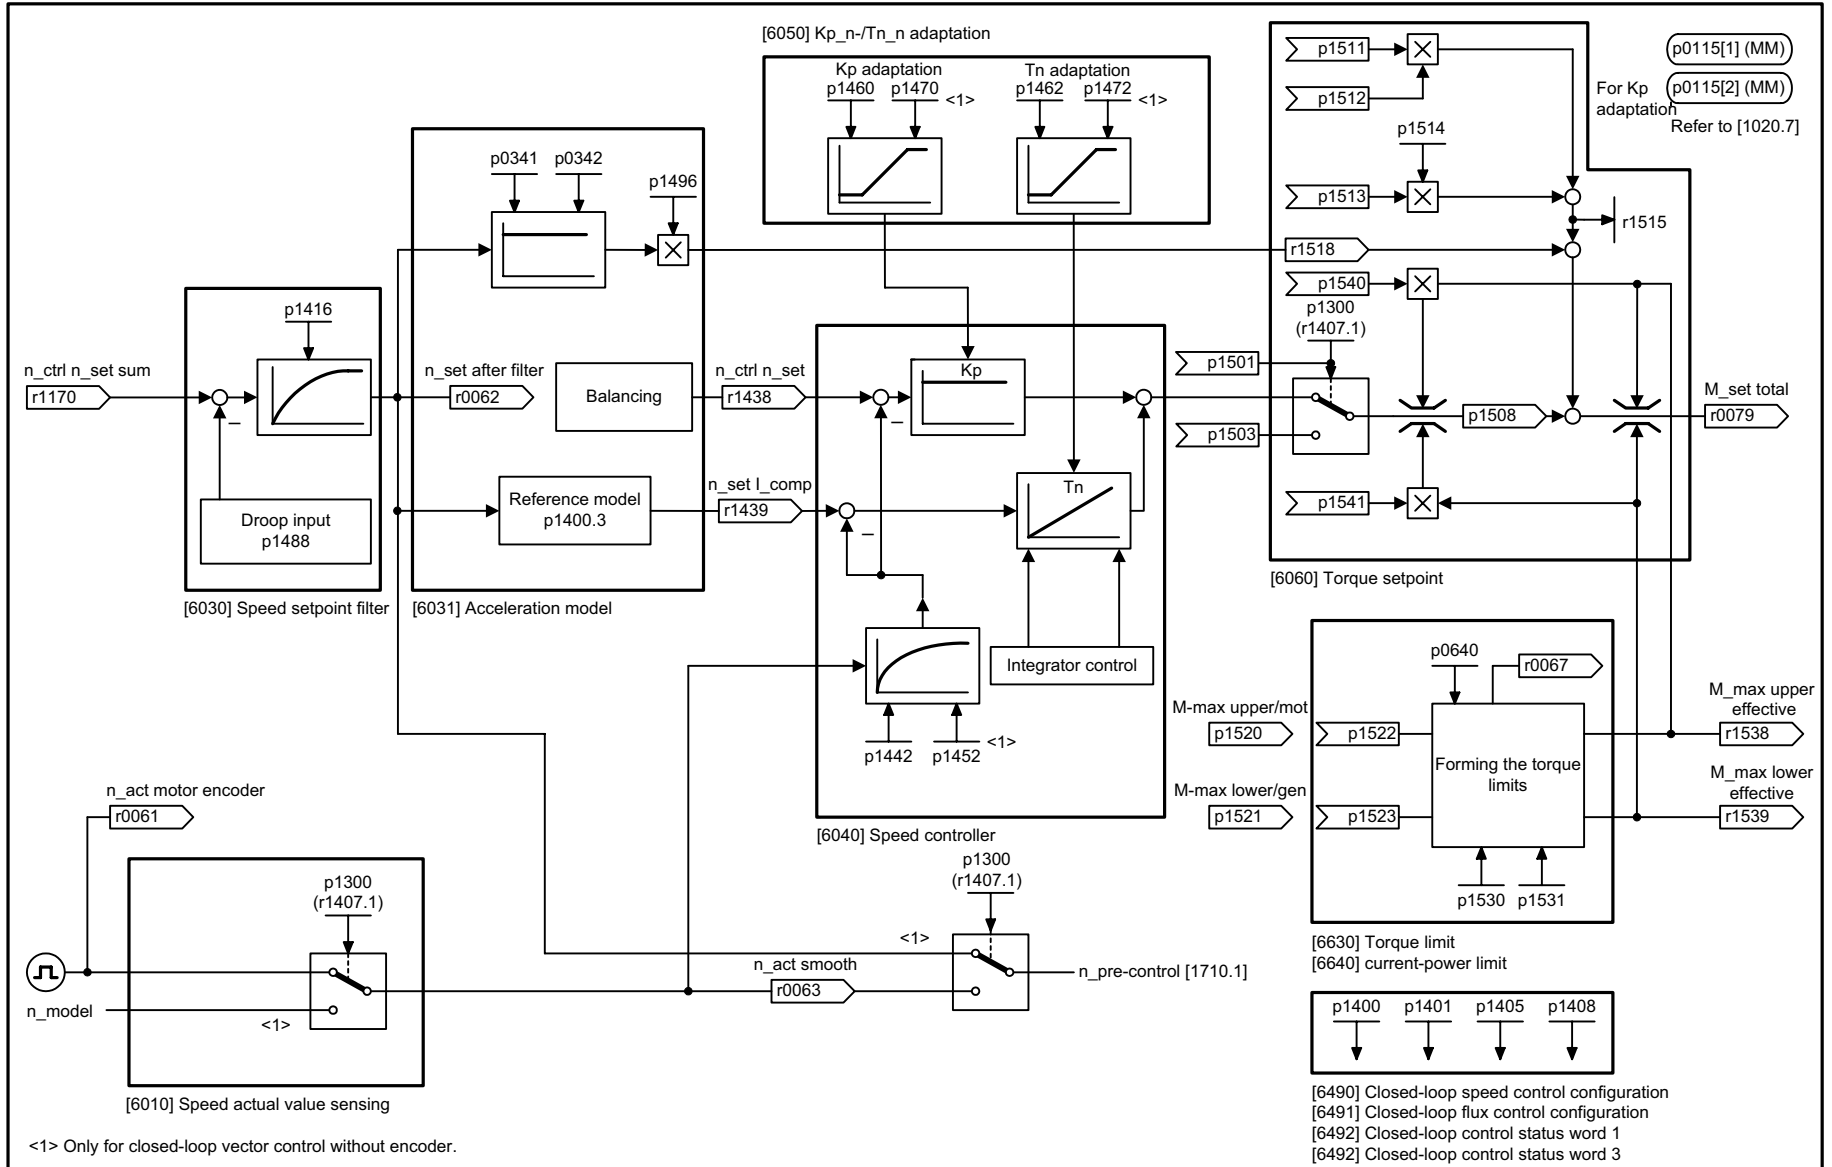 [6050] Kp_n-/Tn_n adaptation
Kp adaptation
p1460
p1470
<1>
Tn adaptation
p1462
p1472
<1>
p1511
p1512
For Kp
adaptation
p0115[1] (MM)
p0115[2] (MM)
Refer to [1020.7]
p1514
p1513
r1515
p0341
p0342
p1496
r1518
p1540
p1300
(r1407.1)
p1416
n_ctrl n_set sum
r1170
–
n_set after filter
r0062
Balancing
n_ctrl n_set
r1438
–
Kp
p1501
p1503
p1508
M_set total
r0079
Droop input
p1488
Reference model
p1400.3
n_set I_comp
r1439
–
Tn
p1541
[6030] Speed setpoint filter
[6031] Acceleration model
[6060] Torque setpoint
Integrator control
p1442
p1452
<1>
[6040] Speed controller
p0640
r0067
M-max upper/mot
p1520
p1522
M-max lower/gen
p1521
p1523
Forming the torque
limits
M_max upper
effective
r1538
M_max lower
effective
r1539
p1530
p1531
[6630] Torque limit
[6640] current-power limit
n_act motor encoder
r0061
p1300
(r1407.1)
n_model
<1>
[6010] Speed actual value sensing
n_act smooth
r0063
p1300
(r1407.1)
<1>
n_pre-control [1710.1]
p1400
p1401
p1405
p1408
[6490] Closed-loop speed control configuration
[6491] Closed-loop flux control configuration
[6492] Closed-loop control status word 1
[6492] Closed-loop control status word 3
<1> Only for closed-loop vector control without encoder.